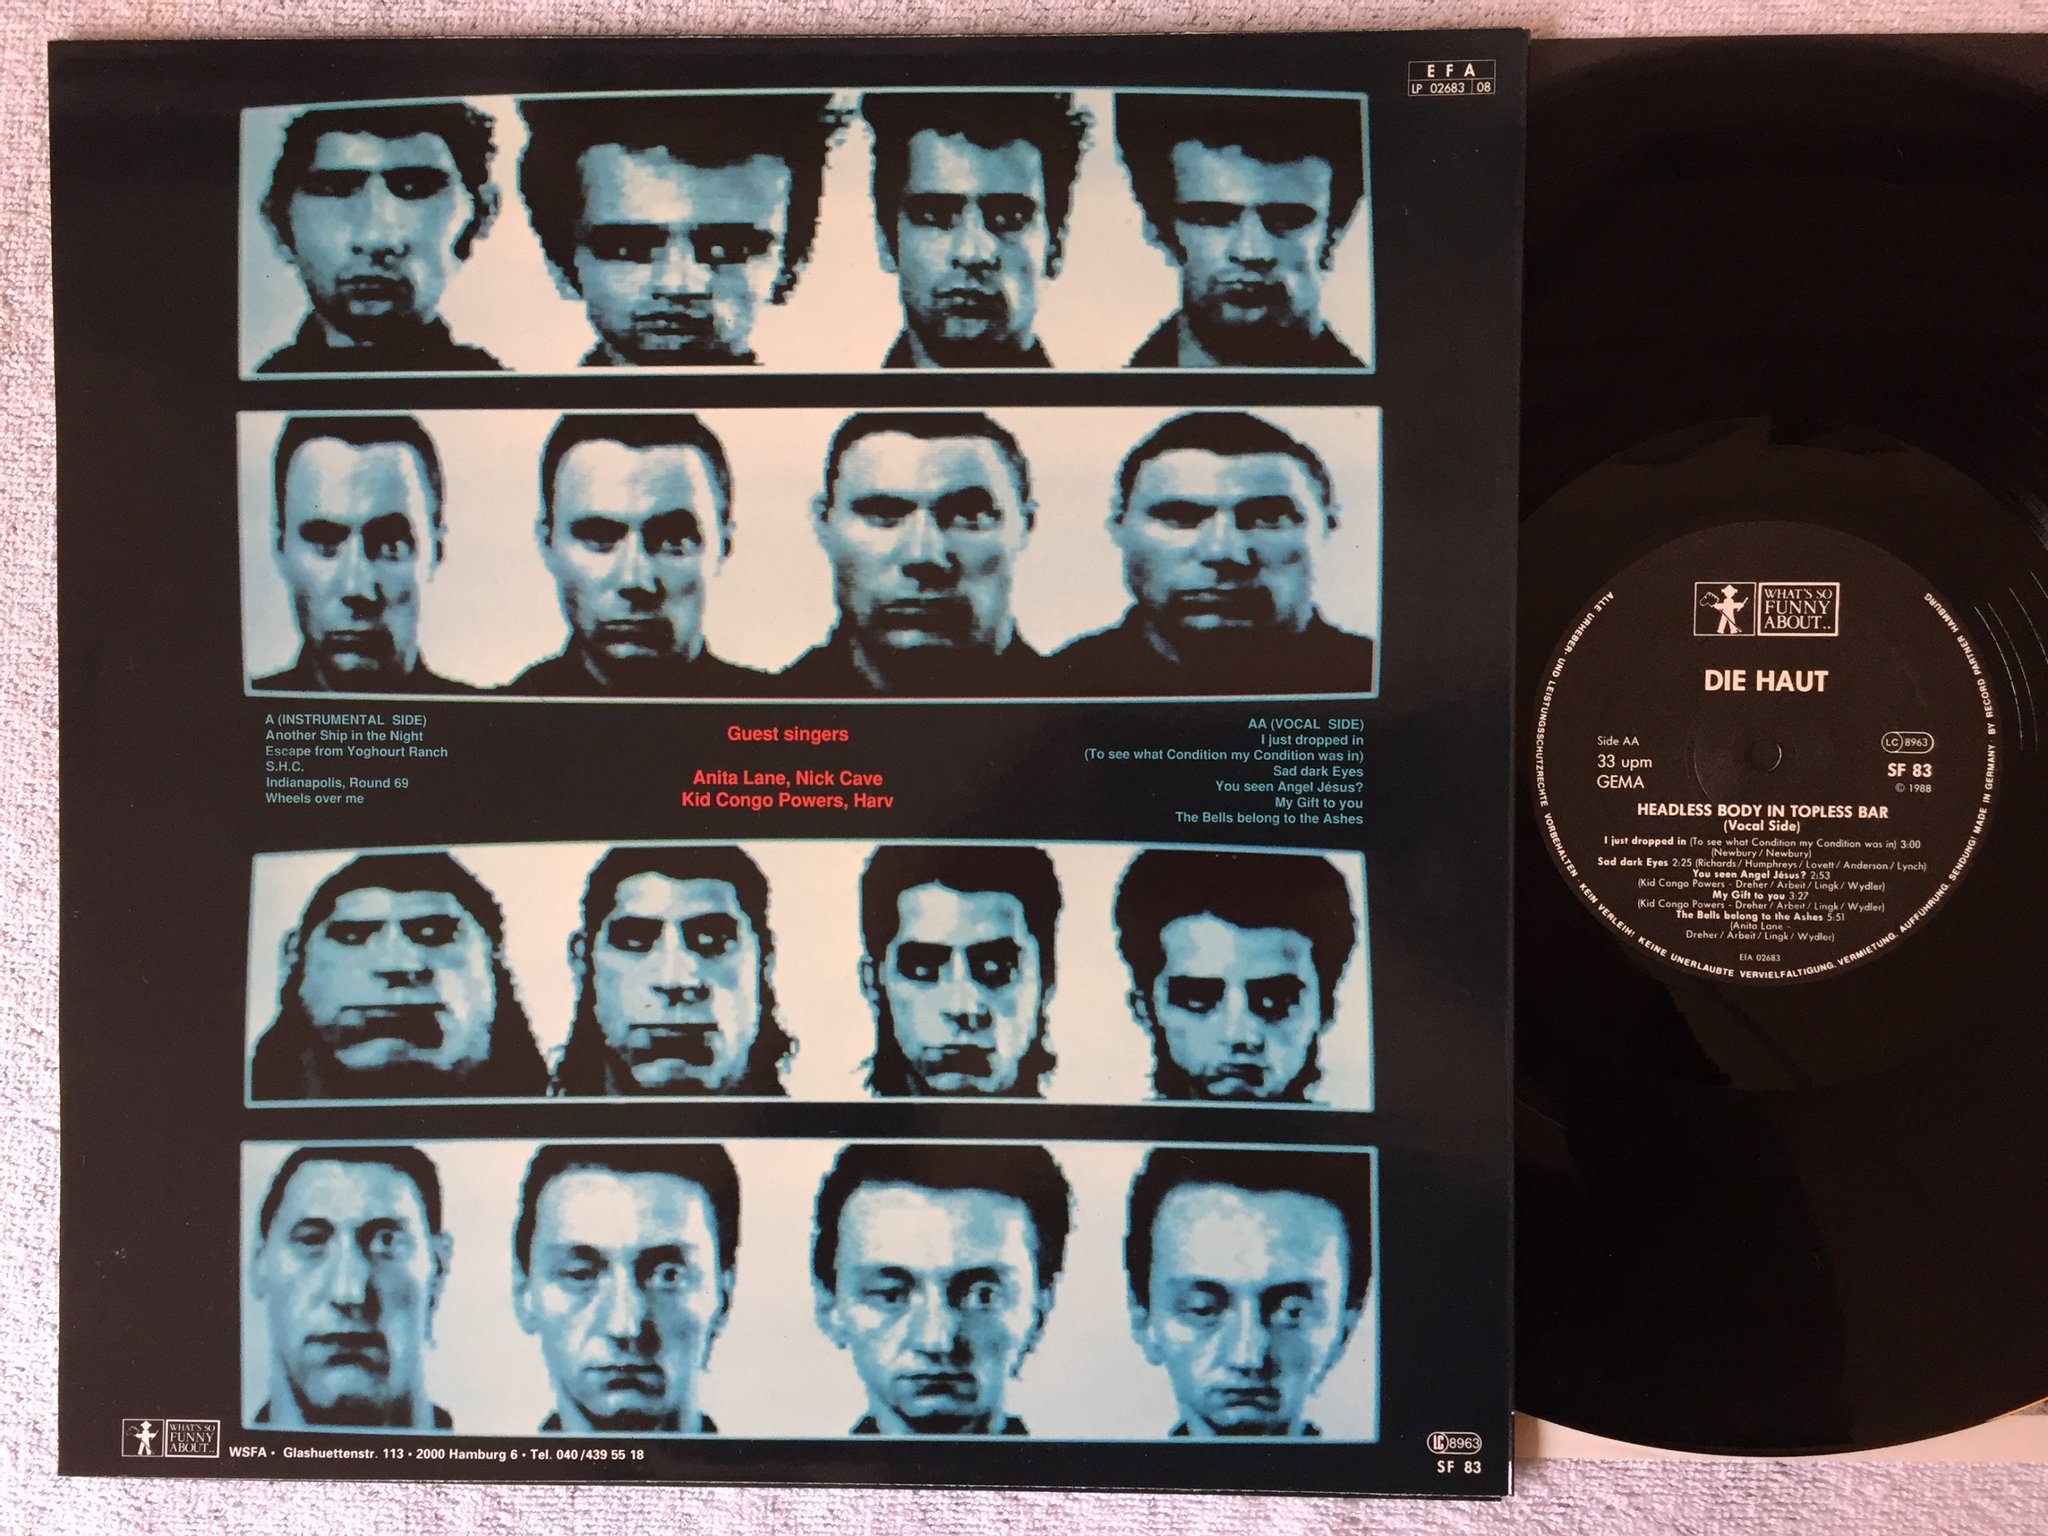 E F A
LP 02683 08
A (INSTRUMENTAL SIDE)
Another Ship in the Night
Escape from Yoghourt Ranch
S.H.C.
Indianapolis, Round 69
Wheels over me
Guest singers
Anita Lane, Nick Cave
Kid Congo Powers, Harv
AA (VOCAL SIDE)
I just dropped in
(To see what Condition my Condition was in)
Sad dark Eyes
You seen Angel Jésus?
My Gift to you
The Bells belong to the Ashes
WHAT'S SO
FUNNY
ABOUT..
WSFA • Glashuettenstr. 113 • 2000 Hamburg 6 • Tel. 040/439 55 18
LC 8963
SF 83
WHAT'S SO
FUNNY
ABOUT..
DIE HAUT
Side AA
33 upm
GEMA
LC 8963
SF 83
© 1988
HEADLESS BODY IN TOPLESS BAR
(Vocal Side)
I just dropped in (To see what Condition my Condition was in) 3:00
(Newbury / Newbury)
Sad dark Eyes 2:25 (Richards / Humphreys / Lovett / Anderson / Lynch)
You seen Angel Jésus? 2:53
(Kid Congo Powers - Dreher / Arbeit / Lingk / Wydler)
My Gift to you 3:27
(Kid Congo Powers - Dreher / Arbeit / Lingk / Wydler)
The Bells belong to the Ashes 5:51
(Anita Lane -
Dreher / Arbeit / Lingk / Wydler)
EFA 02683
ALLE URHEBER- UND LEISTUNGSSCHUTZRECHTE VORBEHALTEN · KEIN VERLEIH! KEINE UNERLAUBTE VERVIELFÄLTIGUNG, VERMIETUNG, AUFFÜHRUNG, SENDUNG! MADE IN GERMANY · BY RECORD PARTNER HAMBURG